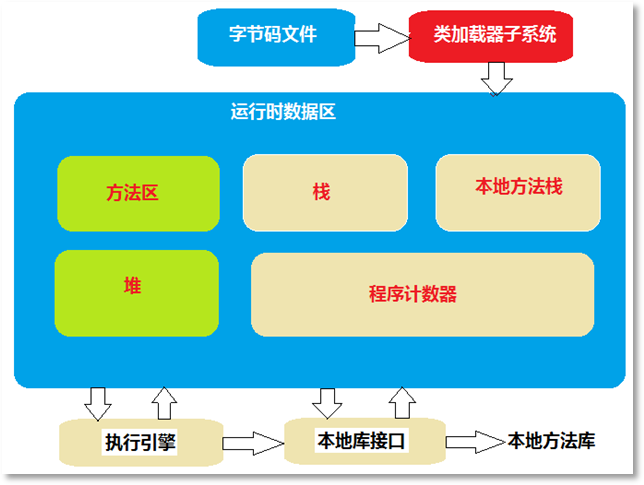 字节码文件
类加载器子系统
运行时数据区
方法区
栈
本地方法栈
堆
程序计数器
执行引擎
本地库接口
本地方法库